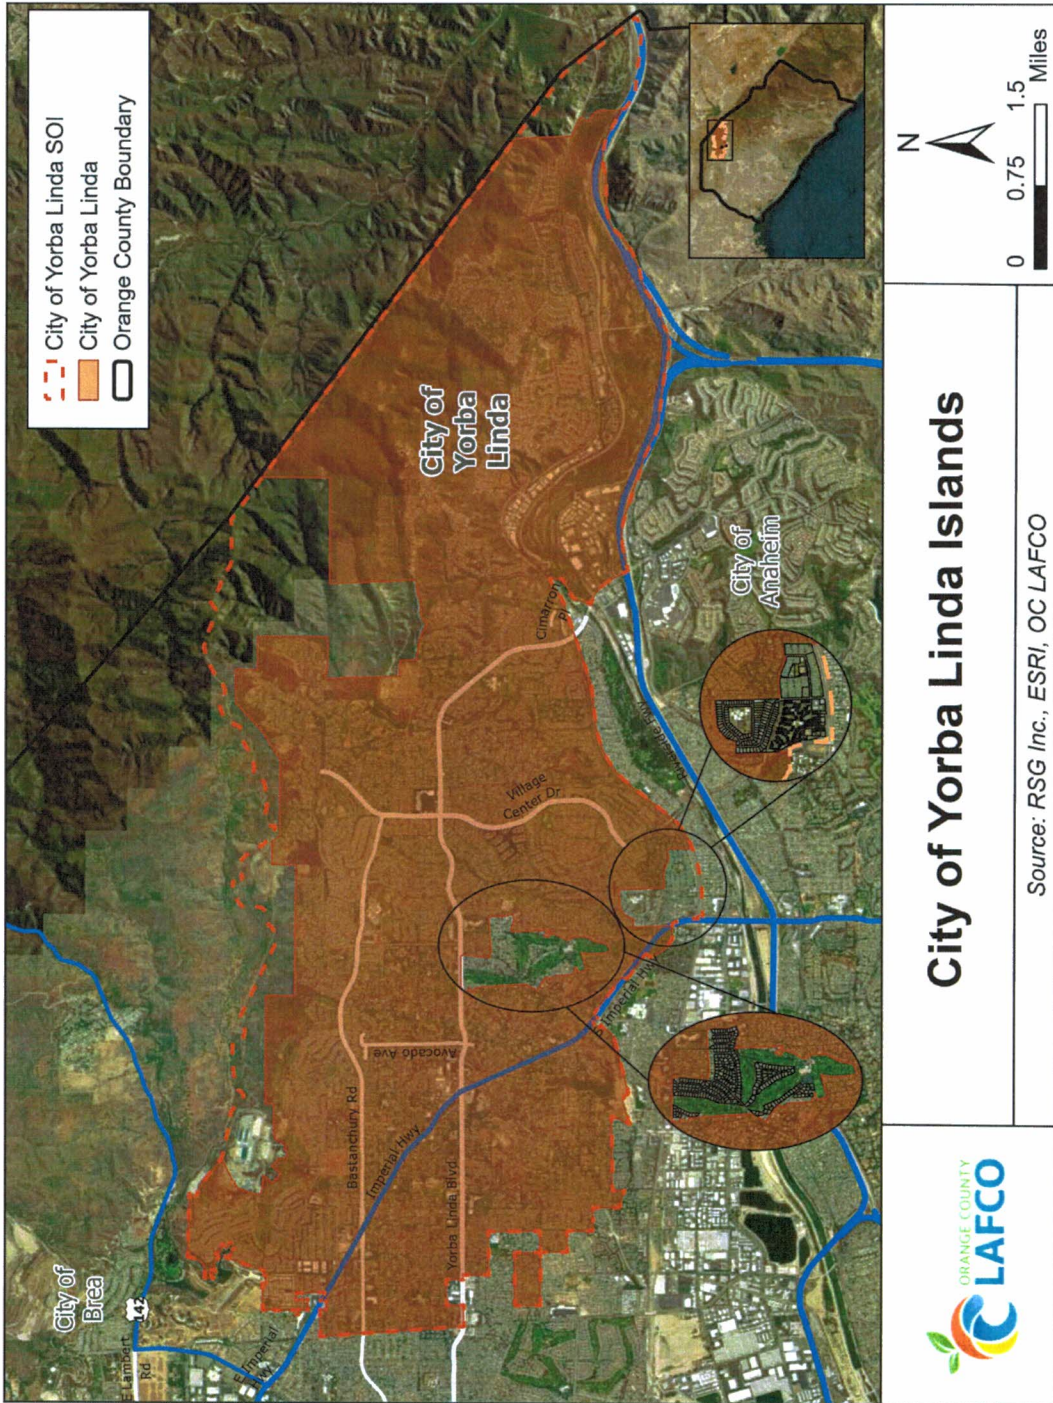 City of Yorba Linda SOI
City of Yorba Linda
Orange County Boundary
City of
Brea
142
E Lambert
Rd
E Imperial
Hwy
Imperial Hwy
Bastanchury Rd
Yorba Linda Blvd
Avocado Ave
E Imperial Hwy
Village
Center Dr
Cimarron
Pl
City of
Yorba
Linda
City of
Anaheim
ORANGE COUNTY
LAFCO
City of Yorba Linda Islands
Source: RSG Inc., ESRI, OC LAFCO
N
0 0.75 1.5
Miles